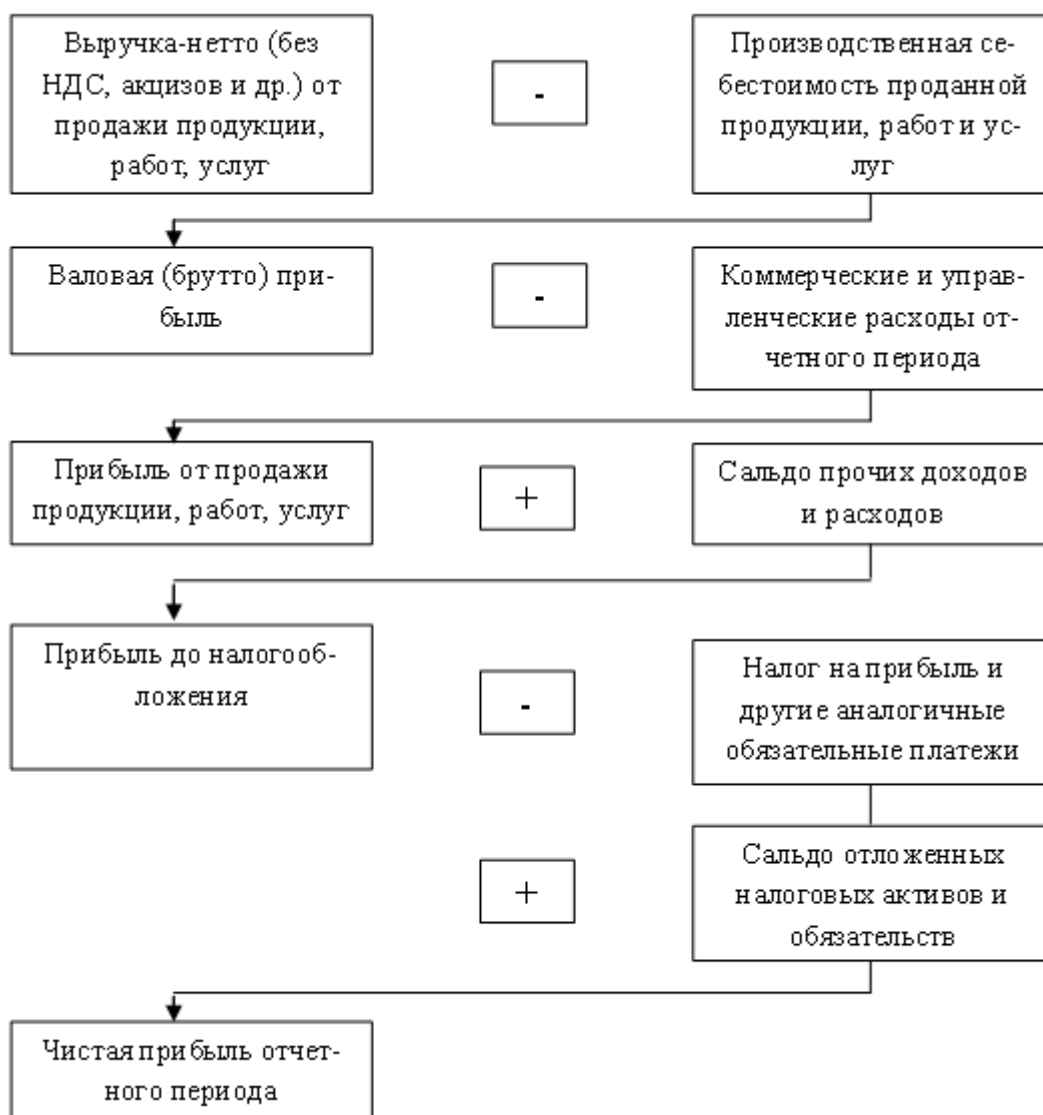 Выручка-нетто (без
НДС, акцизов и др.) от
продажи продукции,
работ, услуг
-
Производственная се-
бестоимость проданной
продукции, работ и ус-
луг
Валовая (брутто) при-
быль
-
Коммерческие и управ-
ленческие расходы от-
четного периода
Прибыль от продажи
продукции, работ, услуг
+
Сальдо прочих доходов
и расходов
Прибыль до налогооб-
ложения
-
Налог на прибыль и
другие аналогичные
обязательные платежи
+
Сальдо отложенных
налоговых активов и
обязательств
Чистая прибыль отчет-
ного периода